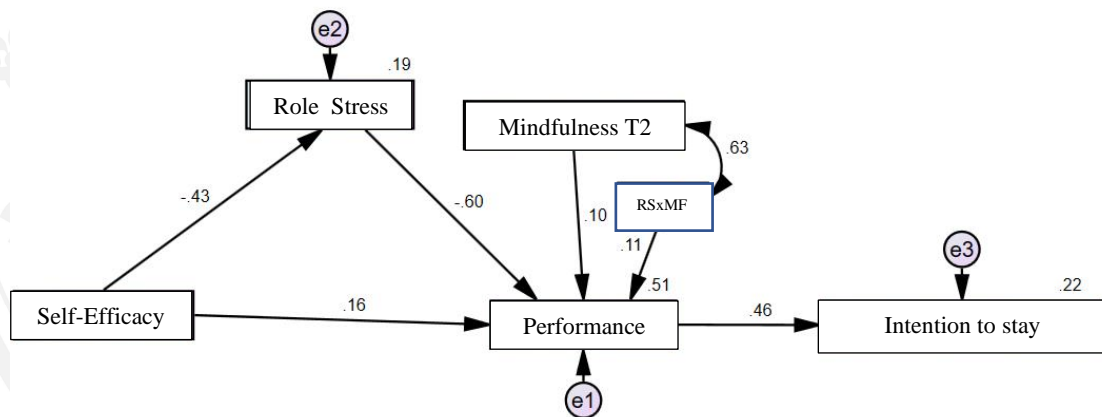 e2
.19
Role Stress
Mindfulness T2
.63
-.43
-.60
.10
RSxMF
.11
e3
.51
.22
Self-Efficacy
.16
Performance
.46
Intention to stay
e1